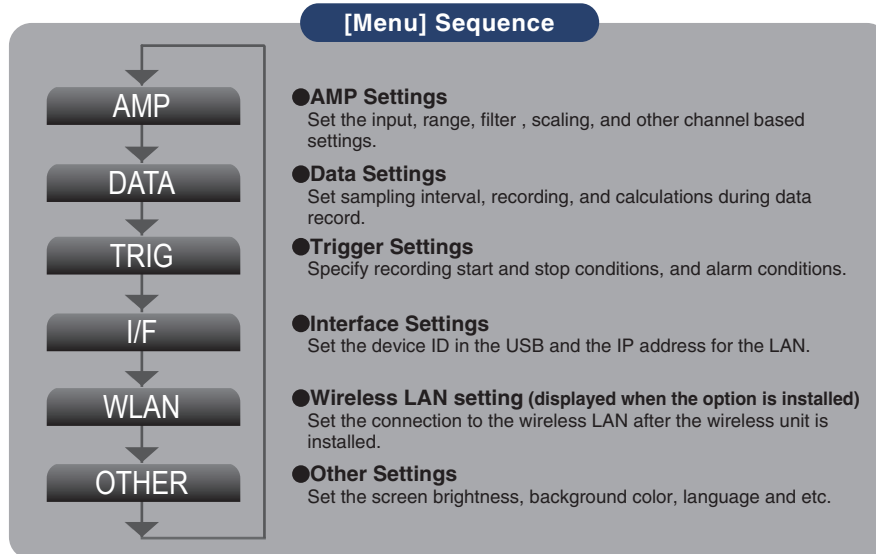 [Menu] Sequence
AMP
●AMP Settings
Set the input, range, filter , scaling, and other channel based
settings.
DATA
●Data Settings
Set sampling interval, recording, and calculations during data
record.
TRIG
●Trigger Settings
Specify recording start and stop conditions, and alarm conditions.
I/F
●Interface Settings
Set the device ID in the USB and the IP address for the LAN.
WLAN
●Wireless LAN setting (displayed when the option is installed)
Set the connection to the wireless LAN after the wireless unit is
installed.
OTHER
●Other Settings
Set the screen brightness, background color, language and etc.